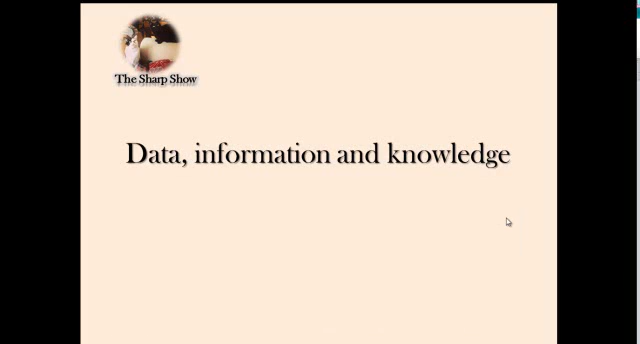 The Sharp Show
Data, information and knowledge